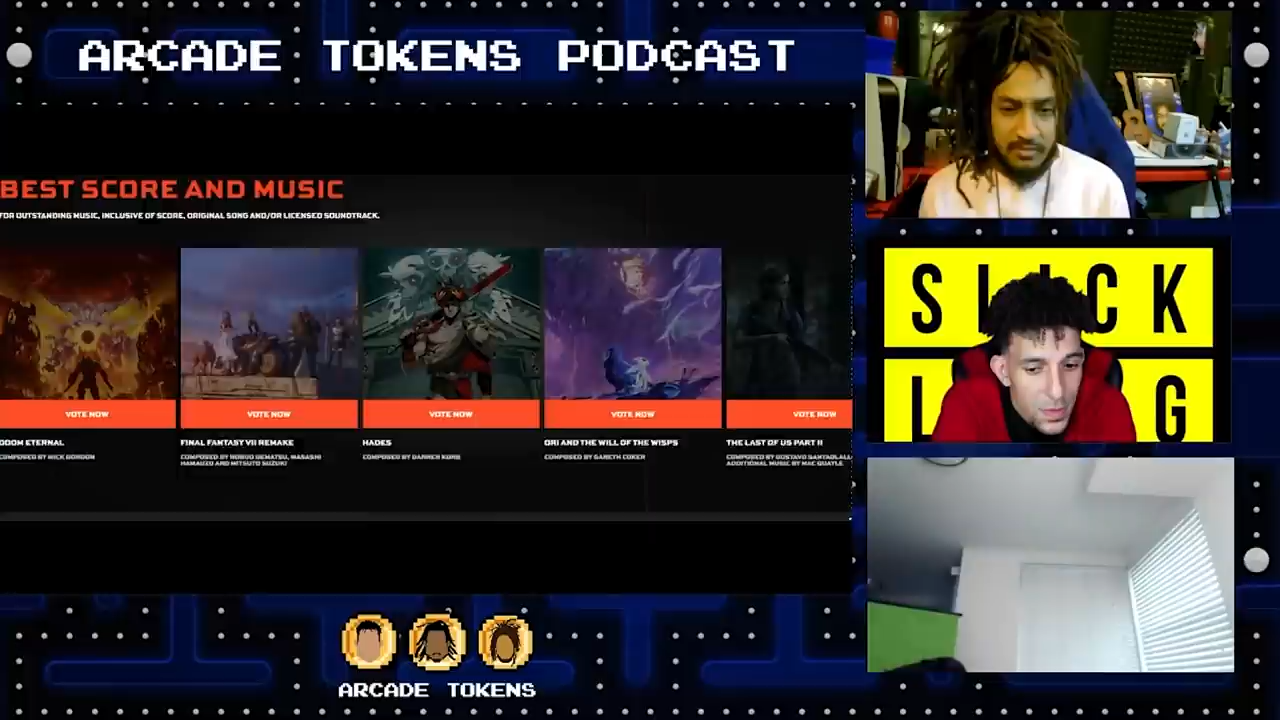 ARCADE TOKENS PODCAST
BEST SCORE AND MUSIC
FOR OUTSTANDING MUSIC, INCLUSIVE OF SCORE, ORIGINAL SONG AND/OR LICENSED SOUNDTRACK.
VOTE NOW
VOTE NOW
VOTE NOW
VOTE NOW
VOTE NOW
DOOM ETERNAL
COMPOSED BY MICK GORDON
FINAL FANTASY VII REMAKE
COMPOSED BY NOBUO UEMATSU, MASASHI
HAMAUZU AND MITSUTO SUZUKI
HADES
COMPOSED BY DARREN KORB
ORI AND THE WILL OF THE WISPS
COMPOSED BY GARETH COKER
THE LAST OF US PART II
COMPOSED BY GUSTAVO
ADDITIONAL MUSIC BY MAC QUAYLE
S
CK
L
G
ARCADE TOKENS